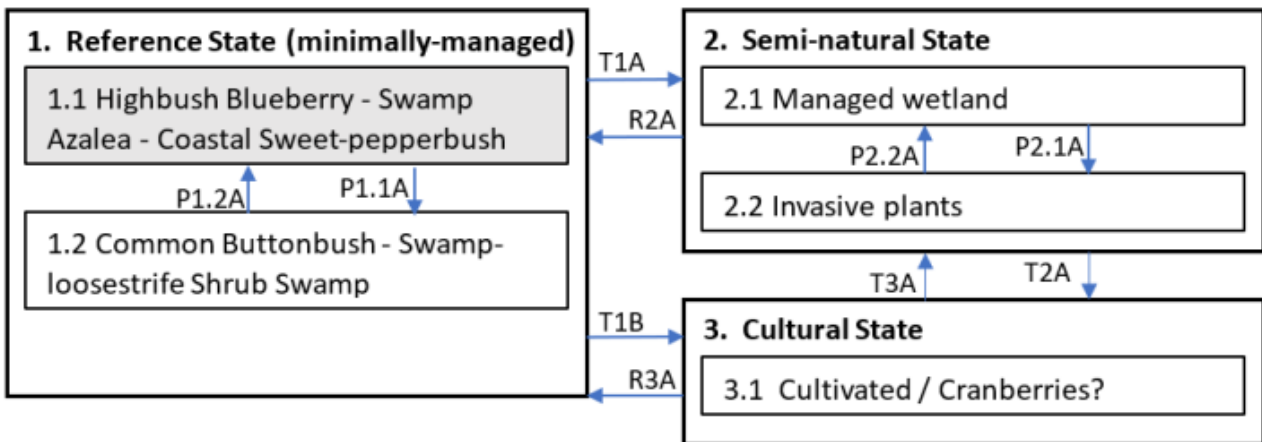 1. Reference State (minimally-managed)
1.1 Highbush Blueberry - Swamp
Azalea - Coastal Sweet-pepperbush
P1.2A
P1.1A
1.2 Common Buttonbush - Swamp-
loosestrife Shrub Swamp
T1A
R2A
T1B
R3A
2. Semi-natural State
2.1 Managed wetland
P2.2A
P2.1A
2.2 Invasive plants
T3A
T2A
3. Cultural State
3.1 Cultivated / Cranberries?